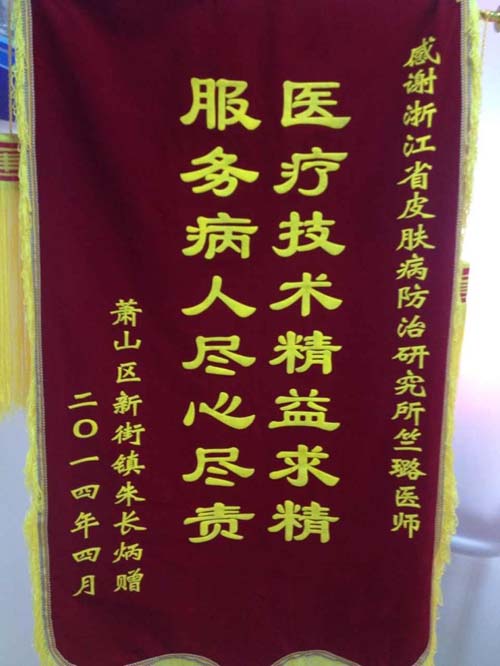 感谢浙江省皮肤病防治研究所竺璐医师
医疗技术精益求精
服务病人尽心尽责
萧山区新街镇朱长炳赠
二〇一四年四月